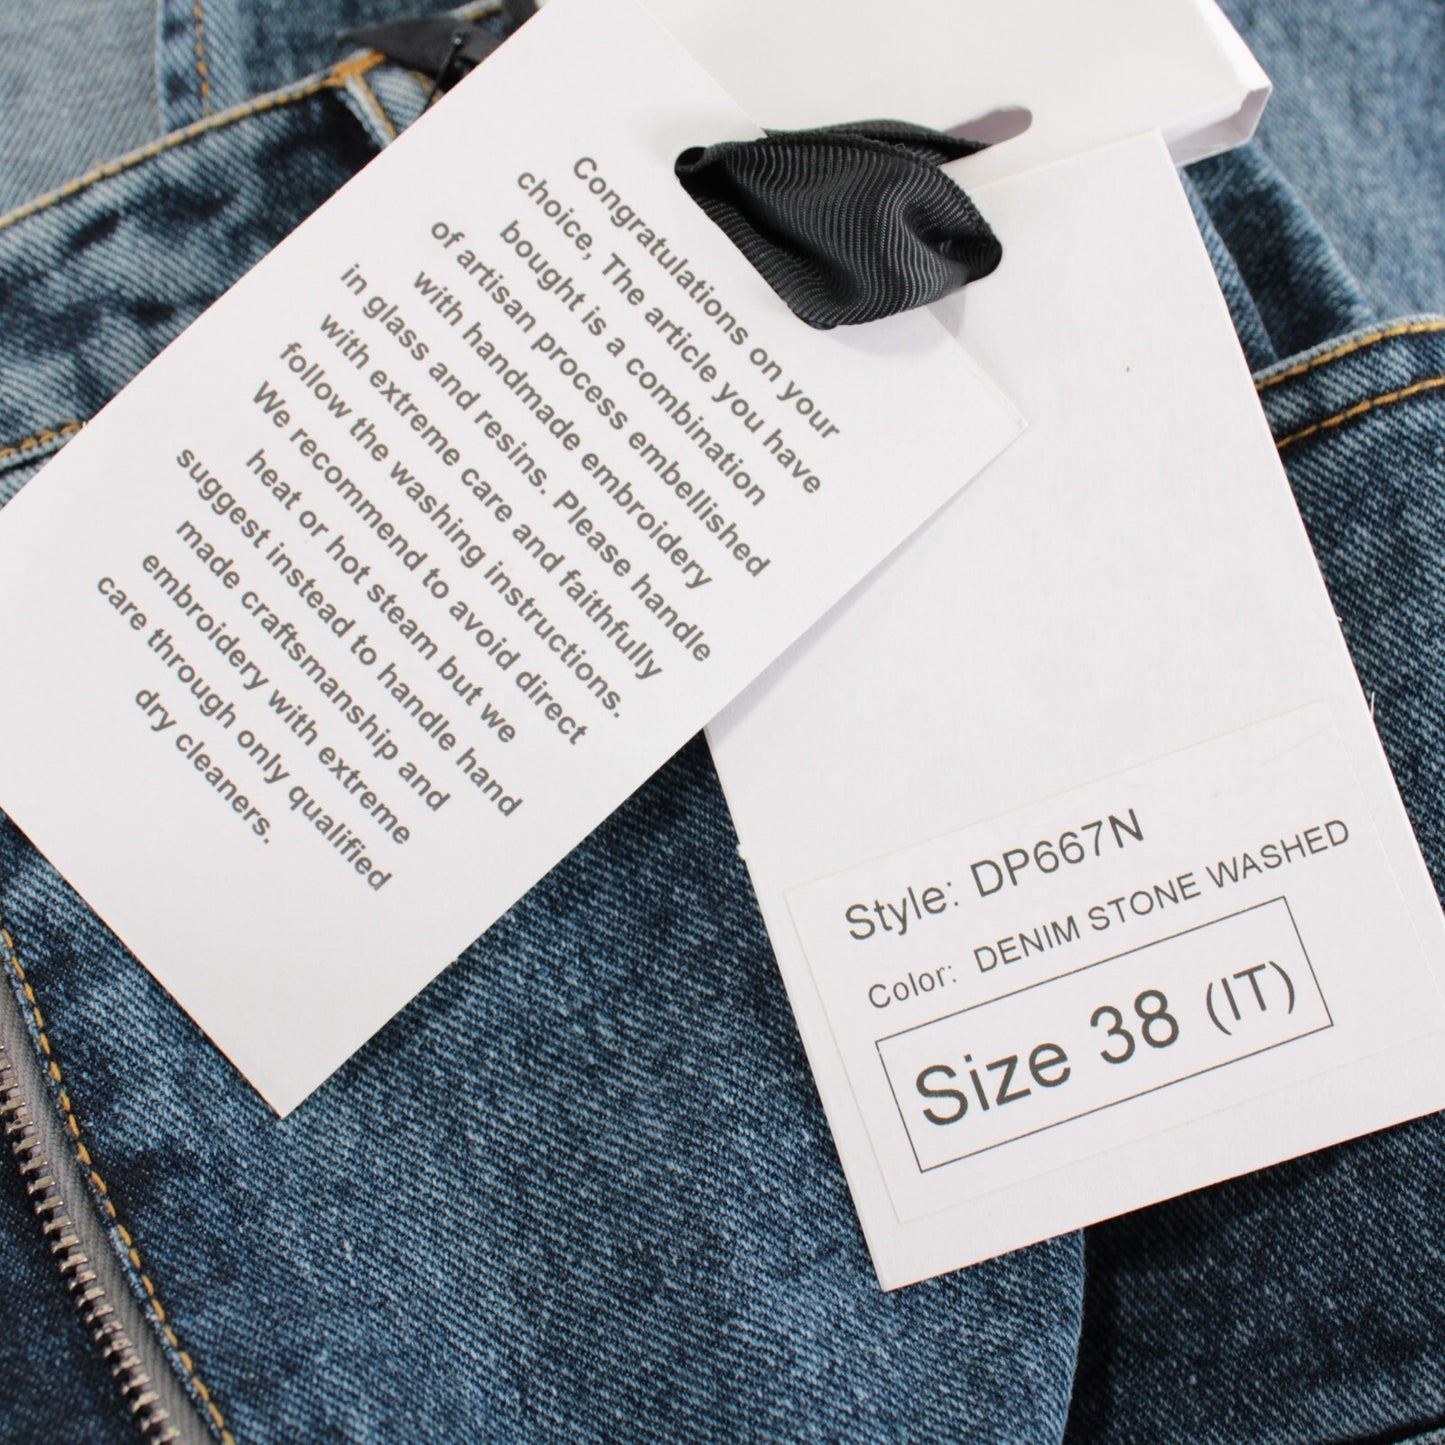 Congratulations on your
choice, The article you have
bought is a combination
with handmade embroidery
of artisan process embellished
in glass and resins. Please handle
with extreme care and faithfully
follow the washing instructions.
We recommend to avoid direct
heat or hot steam but we
suggest instead to handle hand
made craftsmanship and
embroidery with extreme
care through only qualified
dry cleaners.
Style: DP667N
Color: DENIM STONE WASHED
Size 38 (IT)